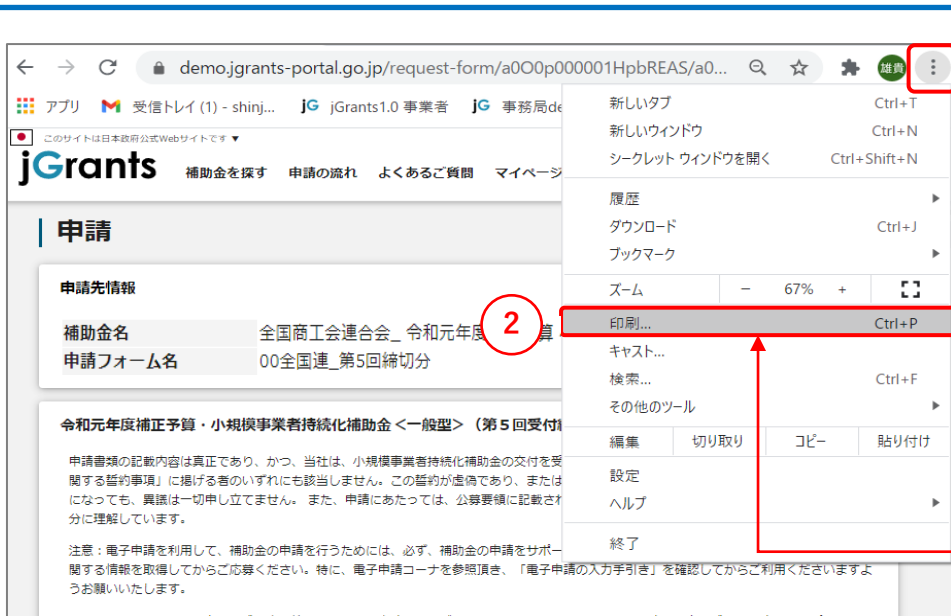 demo.jgrants-portal.go.jp/request-form/a0O0p000001HpbREAS/a0...
雄貴
アプリ 受信トレイ (1) - shinj... jG jGrants1.0 事業者 jG 事務局de
このサイトは日本政府公式Webサイトです ▼
jGrants 補助金を探す 申請の流れ よくあるご質問 マイページ
申請
申請先情報
補助金名 全国商工会連合会_ 令和元年度 算
申請フォーム名 00全国連_第5回締切分
2
令和元年度補正予算・小規模事業者持続化補助金＜一般型＞（第５回受付締
申請書類の記載内容は真正であり、かつ、当社は、小規模事業者持続化補助金の交付を受
関する誓約事項」に掲げる者のいずれにも該当しません。この誓約が虚偽であり、または
になっても、異議は一切申し立てません。 また、申請にあたっては、公募要領に記載され
分に理解しています。
注意：電子申請を利用して、補助金の申請を行うためには、必ず、補助金の申請をサポー
関する情報を取得してからご応募ください。特に、電子申請コーナを参照頂き、「電子申請の入力手引き」を確認してからご利用くださいますよ
うお願いいたします。
新しいタブ Ctrl+T
新しいウィンドウ Ctrl+N
シークレット ウィンドウを開く Ctrl+Shift+N
履歴
ダウンロード Ctrl+J
ブックマーク
ズーム － 67% +
印刷... Ctrl+P
キャスト...
検索... Ctrl+F
その他のツール
編集 切り取り コピー 貼り付け
設定
ヘルプ
終了